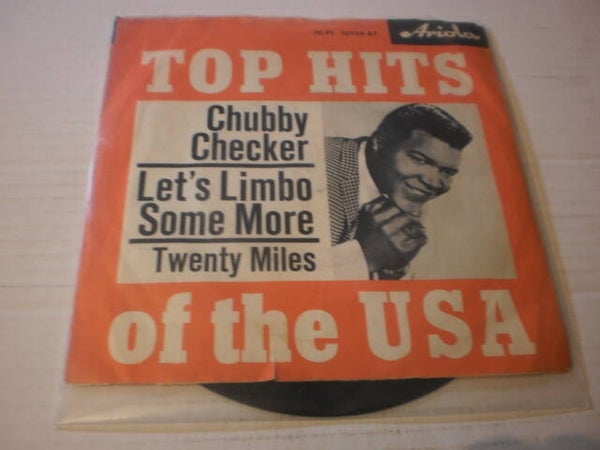 Ariola
TOP HITS
Chubby
Checker
Let's Limbo
Some More
Twenty Miles
of the USA